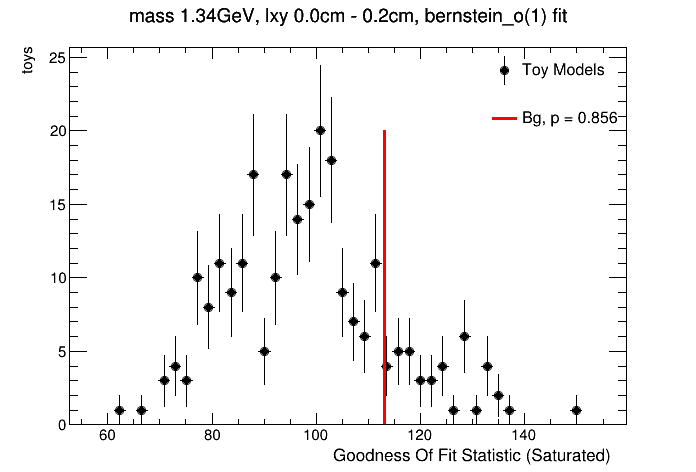 mass 1.34GeV, lxy 0.0cm - 0.2cm, bernstein_o(1) fit
toys
25
20
15
10
5
0
Toy Models
Bg, p = 0.856
60
80
100
120
140
Goodness Of Fit Statistic (Saturated)